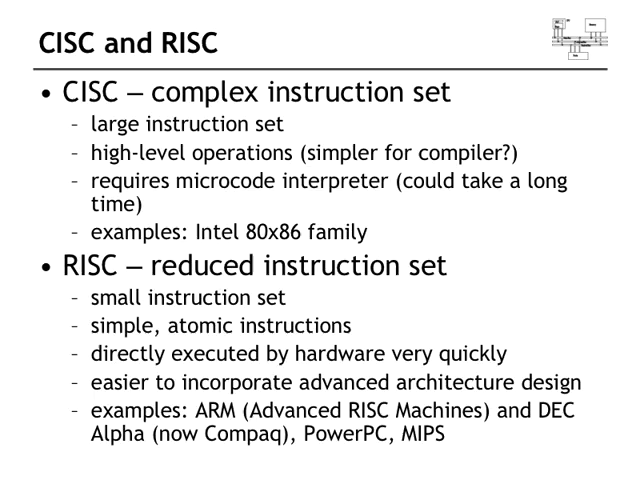 CISC and RISC
• CISC – complex instruction set
– large instruction set
– high-level operations (simpler for compiler?)
– requires microcode interpreter (could take a long
time)
– examples: Intel 80x86 family
• RISC – reduced instruction set
– small instruction set
– simple, atomic instructions
– directly executed by hardware very quickly
– easier to incorporate advanced architecture design
– examples: ARM (Advanced RISC Machines) and DEC
Alpha (now Compaq), PowerPC, MIPS